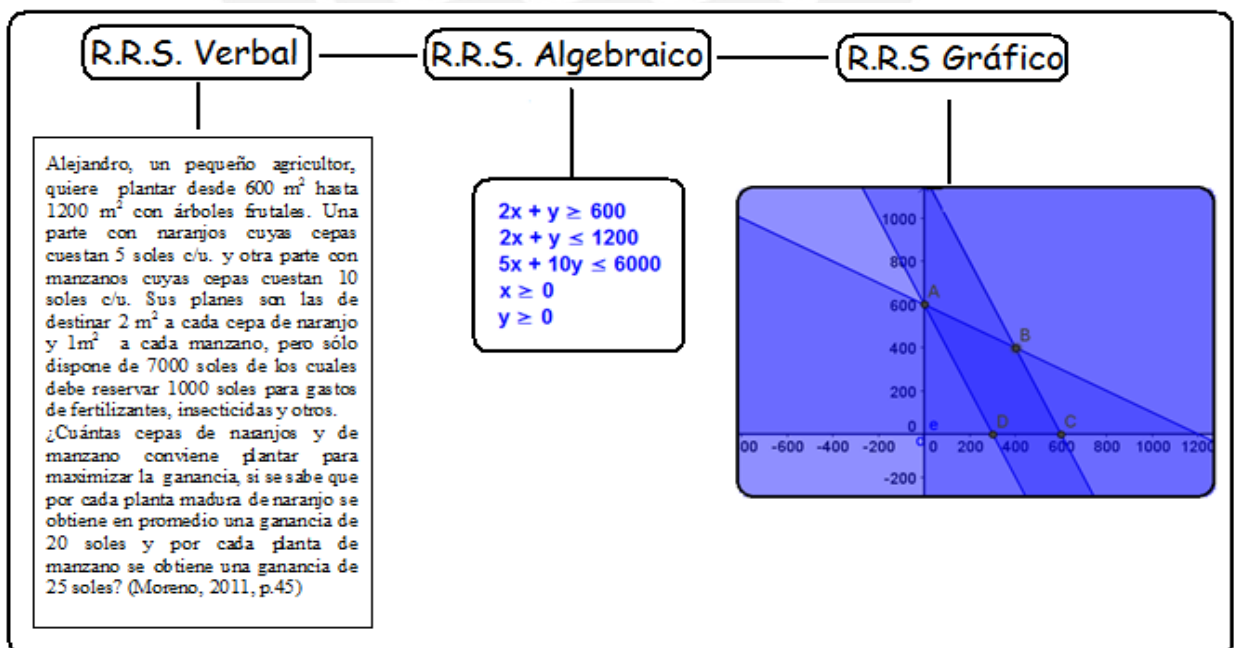 R.R.S. Verbal
R.R.S. Algebraico
R.R.S Gráfico
Alejandro, un pequeño agricultor,
quiere plantar desde 600 m² hasta
1200 m² con árboles frutales. Una
parte con naranjos cuyas cepas
cuestan 5 soles c/u. y otra parte con
manzanos cuyas cepas cuestan 10
soles c/u. Sus planes son las de
destinar 2 m² a cada cepa de naranjo
y 1m² a cada manzano, pero sólo
dispone de 7000 soles de los cuales
debe reservar 1000 soles para gastos
de fertilizantes, insecticidas y otros.
¿Cuántas cepas de naranjos y de
manzano conviene plantar para
maximizar la ganancia, si se sabe que
por cada planta madura de naranjo se
obtiene en promedio una ganancia de
20 soles y por cada planta de
manzano se obtiene una ganancia de
25 soles? (Moreno, 2011, p.45)
2x + y ≥ 600
2x + y ≤ 1200
5x + 10y ≤ 6000
x ≥ 0
y ≥ 0
1000
800
600 A
400 B
200
0 e D C
00 -600 -400 -200 0 200 400 600 800 1000 1200
-200